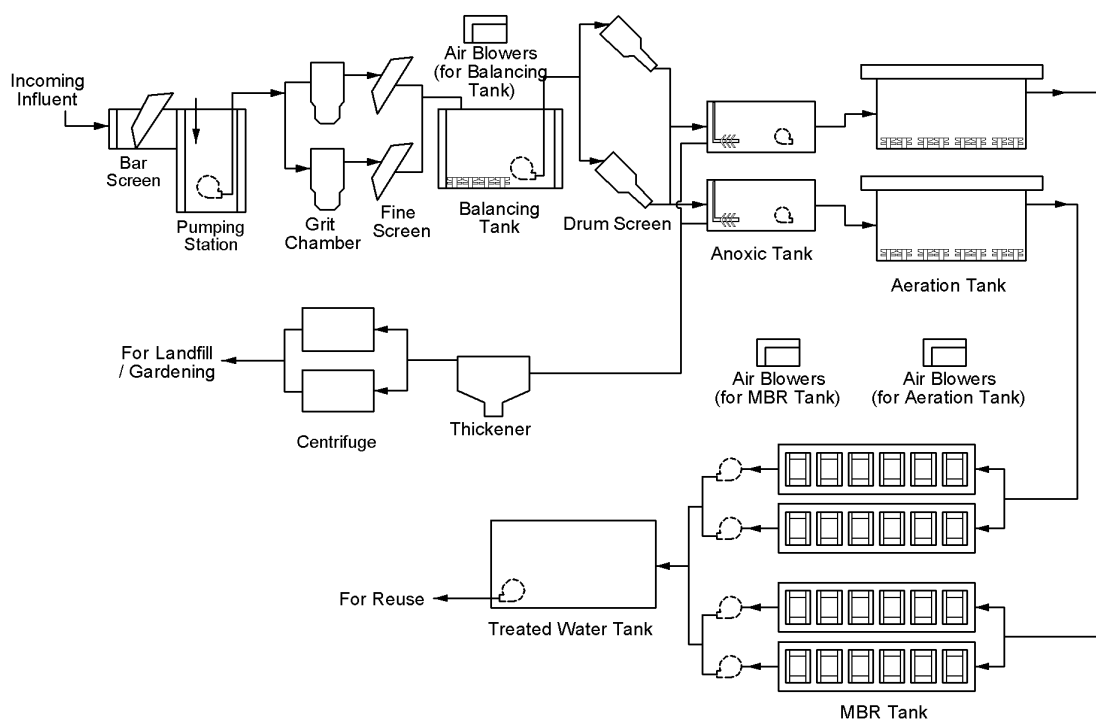 Air Blowers
(for Balancing
Tank)
Incoming
Influent
Bar
Screen
Pumping
Station
Grit
Chamber
Fine
Screen
Balancing
Tank
Drum Screen
Anoxic Tank
Aeration Tank
For Landfill
/ Gardening
Centrifuge
Thickener
Air Blowers
(for MBR Tank)
Air Blowers
(for Aeration Tank)
For Reuse
Treated Water Tank
MBR Tank